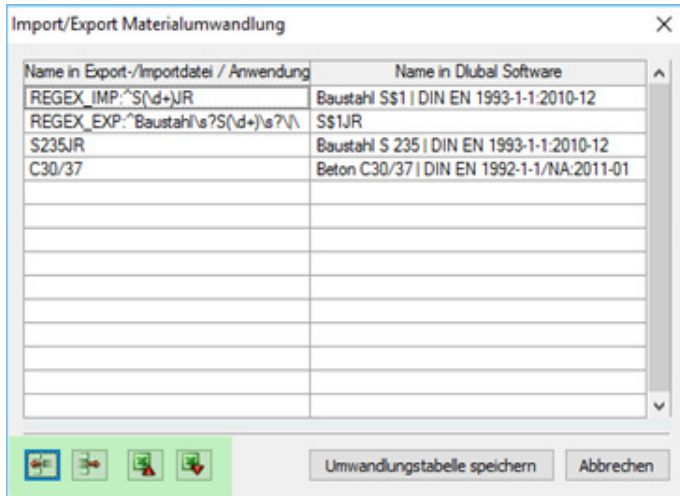 Import/Export Materialumwandlung
Name in Export-/Importdatei / Anwendung Name in Dlubal Software
REGEX_IMP:^S(\d+)JR Baustahl S$1 | DIN EN 1993-1-1:2010-12
REGEX_EXP:^Baustahl\s?S(\d+)\s?\/\ S$1JR
S235JR Baustahl S 235 | DIN EN 1993-1-1:2010-12
C30/37 Beton C30/37 | DIN EN 1992-1-1/NA:2011-01
Umwandlungstabelle speichern Abbrechen